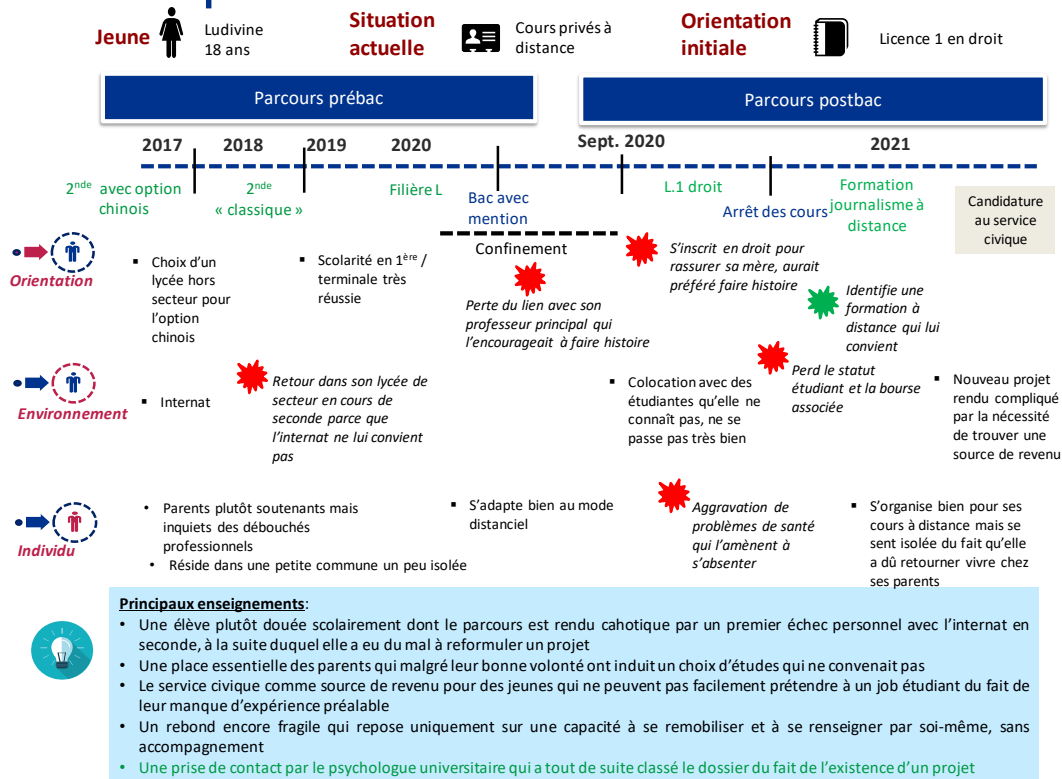 Jeune
Ludivine
18 ans
Situation
actuelle
Cours privés à
distance
Orientation
initiale
Licence 1 en droit
Parcours prébac
Parcours postbac
2017
2018
2019
2020
Sept. 2020
2021
2nde avec option
chinois
2nde
« classique »
Filière L
Bac avec
mention
L.1 droit
Arrêt des cours
Formation
journalisme à
distance
Candidature
au service
civique
Confinement
Orientation
Choix d’un
lycée hors
secteur pour
l’option
chinois
Scolarité en 1ère /
terminale très
réussie
Perte du lien avec son
professeur principal qui
l’encourageait à faire histoire
S’inscrit en droit pour
rassurer sa mère, aurait
préféré faire histoire
Identifie une
formation à
distance qui lui
convient
Environnement
Internat
Retour dans son lycée de
secteur en cours de
seconde parce que
l’internat ne lui convient
pas
Colocation avec des
étudiantes qu’elle ne
connaît pas, ne se
passe pas très bien
Perd le statut
étudiant et la bourse
associée
Nouveau projet
rendu compliqué
par la nécessité
de trouver une
source de revenu
Individu
Parents plutôt soutenants mais
inquiets des débouchés
professionnels
Réside dans une petite commune un peu isolée
S’adapte bien au mode
distanciel
Aggravation de
problèmes de santé
qui l’amènent à
s’absenter
S’organise bien pour ses
cours à distance mais se
sent isolée du fait qu’elle
a dû retourner vivre chez
ses parents
Principaux enseignements:
• Une élève plutôt douée scolairement dont le parcours est rendu cahotique par un premier échec personnel avec l’internat en
seconde, à la suite duquel elle a eu du mal à reformuler un projet
• Une place essentielle des parents qui malgré leur bonne volonté ont induit un choix d’études qui ne convenait pas
• Le service civique comme source de revenu pour des jeunes qui ne peuvent pas facilement prétendre à un job étudiant du fait de
leur manque d’expérience préalable
• Un rebond encore fragile qui repose uniquement sur une capacité à se remobiliser et à se renseigner par soi-même, sans
accompagnement
• Une prise de contact par le psychologue universitaire qui a tout de suite classé le dossier du fait de l’existence d’un projet